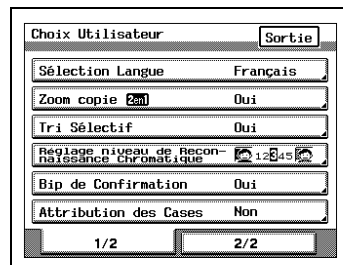 Choix Utilisateur
Sortie
Sélection Langue Français
Zoom copie 2en1 Oui
Tri Sélectif Oui
Réglage niveau de Recon-
naissance Chromatique 12345
Bip de Confirmation Oui
Attribution des Cases Non
1/2 2/2